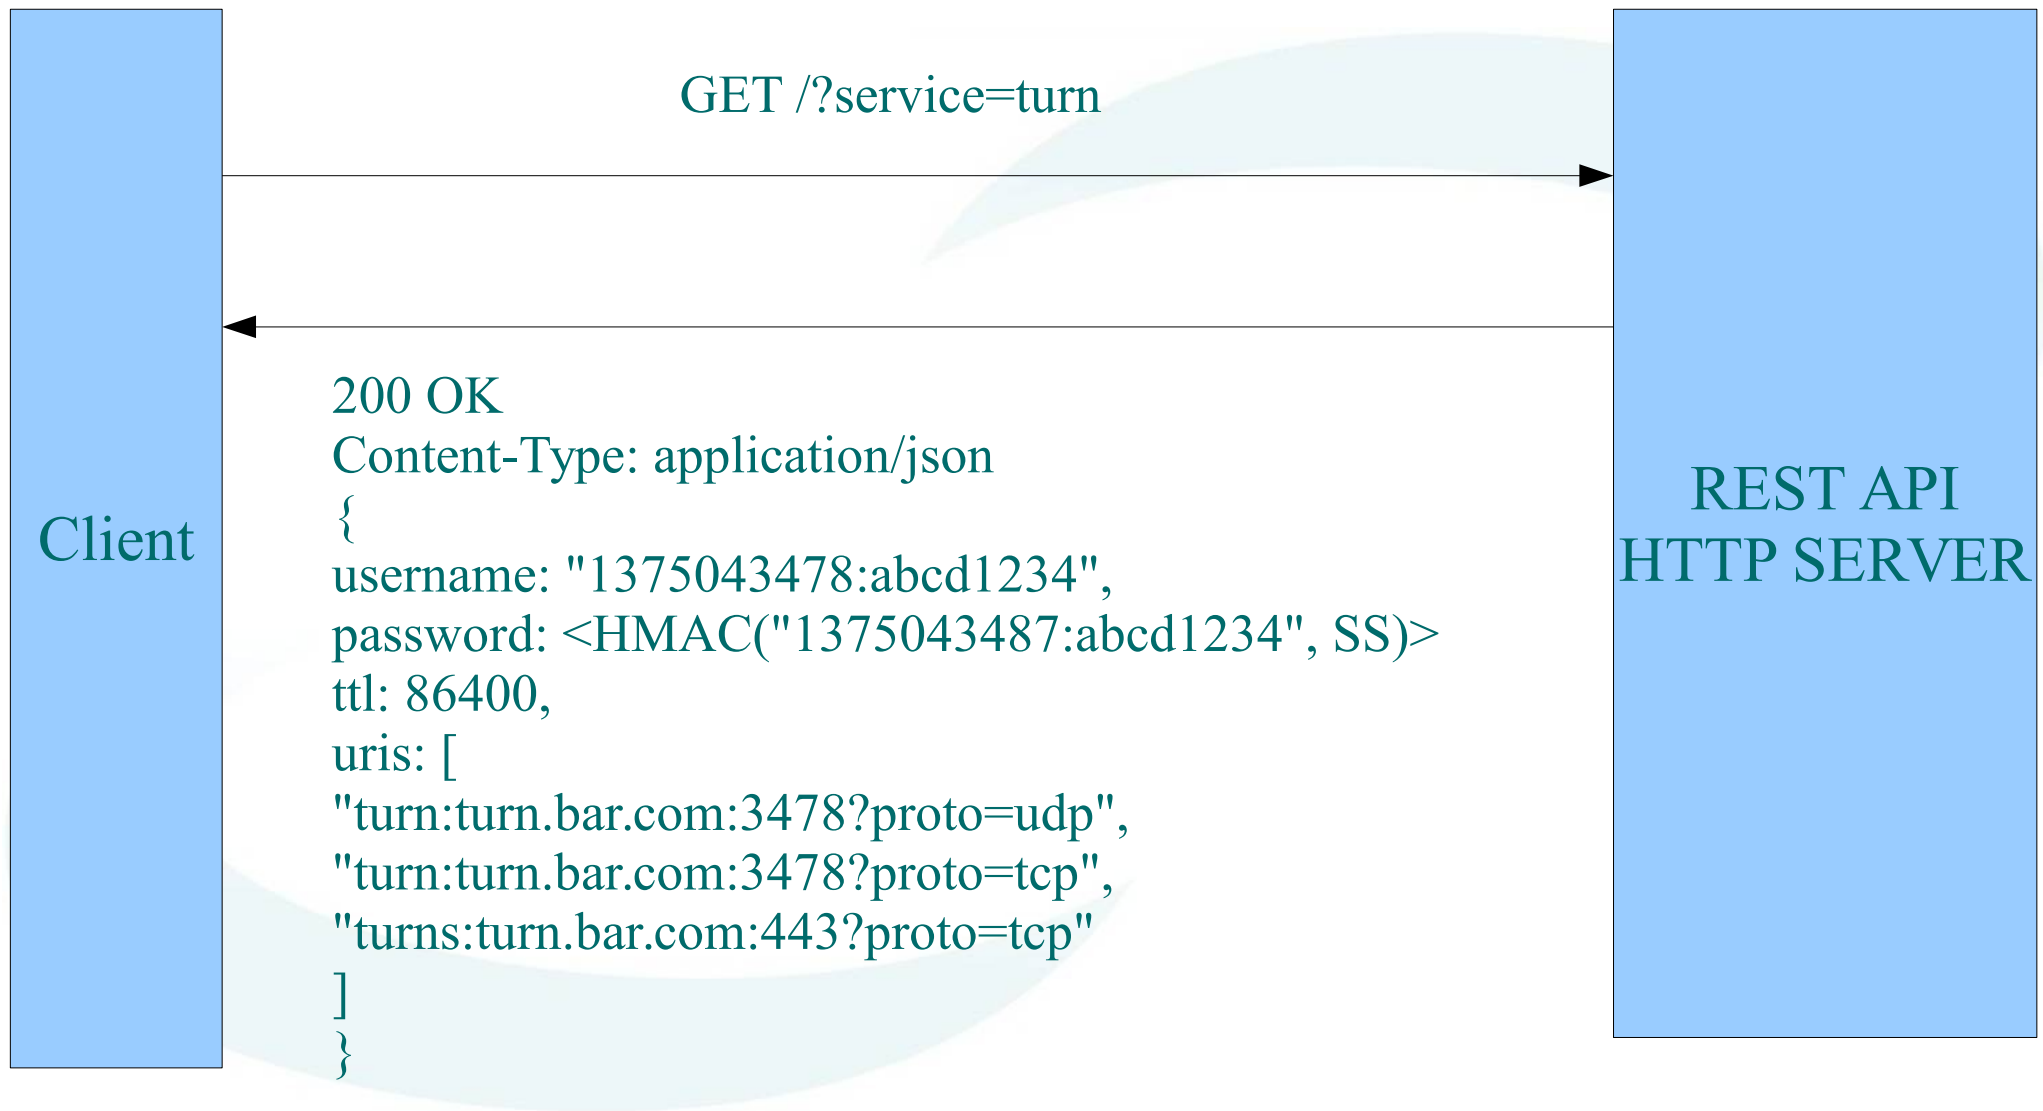 GET /?service=turn
200 OK
Content-Type: application/json
{
username: "1375043478:abcd1234",
password: <HMAC("1375043487:abcd1234", SS)>
ttl: 86400,
uris: [
"turn:turn.bar.com:3478?proto=udp",
"turn:turn.bar.com:3478?proto=tcp",
"turns:turn.bar.com:443?proto=tcp"
]
}
Client
REST API
HTTP SERVER